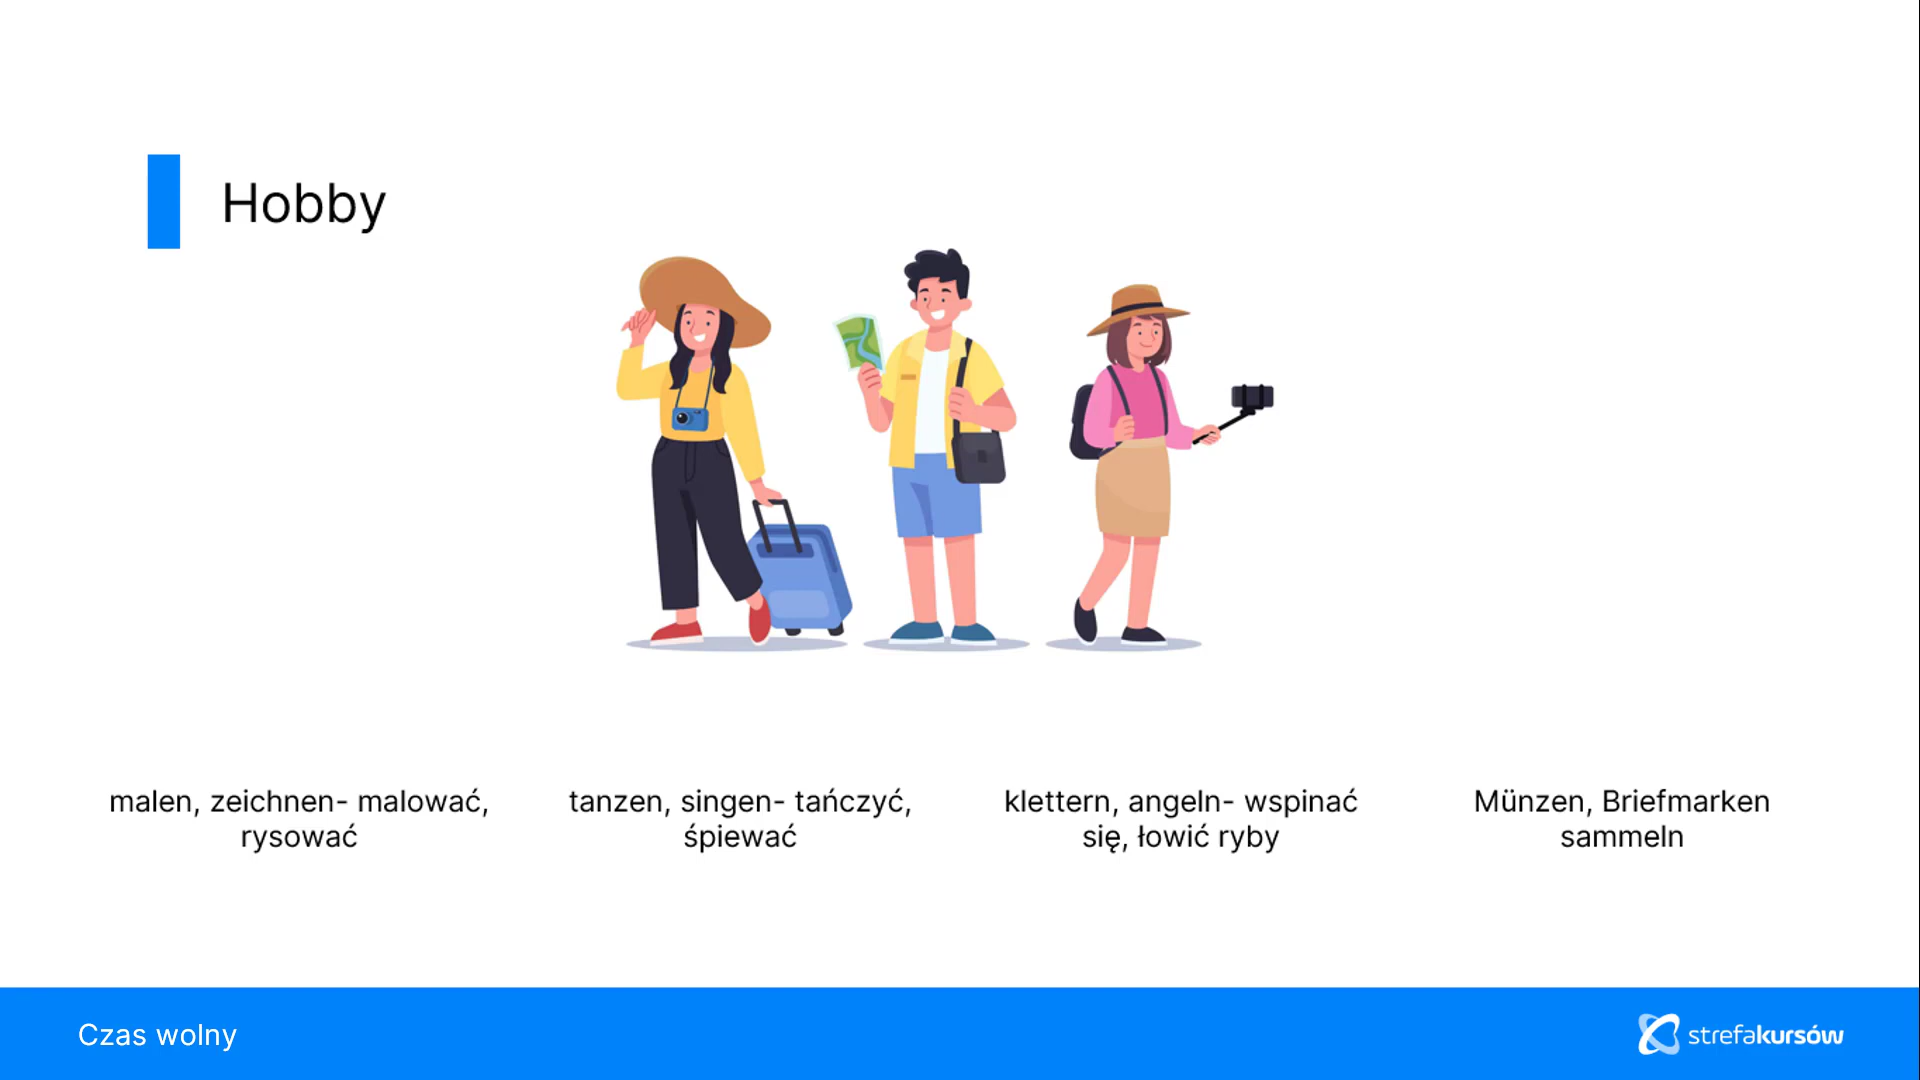 Hobby
malen, zeichnen- malować,
rysować
tanzen, singen- tańczyć,
śpiewać
klettern, angeln- wspinać
się, łowić ryby
Münzen, Briefmarken
sammeln
Czas wolny
strefakursów